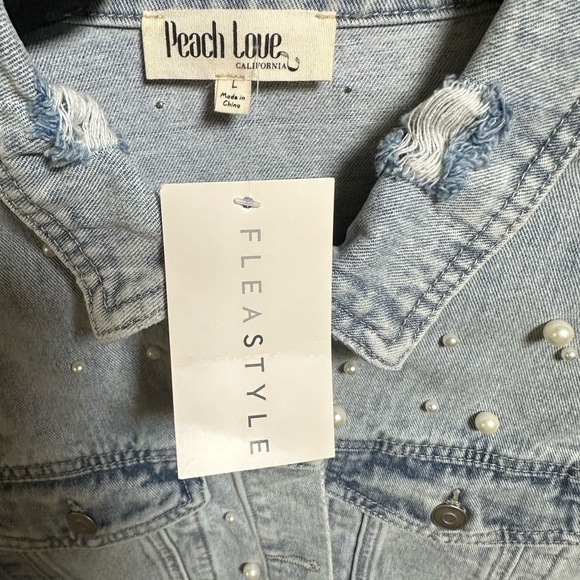 Peach Love
CALIFORNIA
L
Made in
China
FLEASTYLE